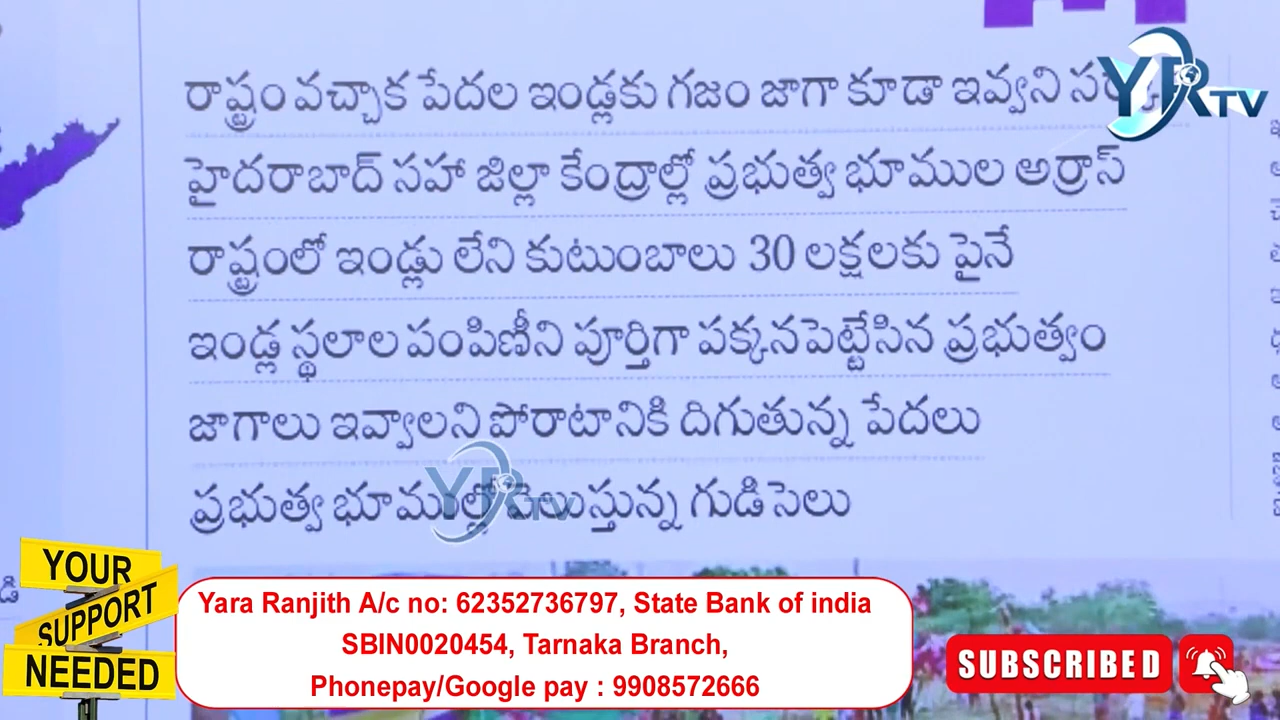 రాష్ట్రం వచ్చాక పేదల ఇండ్లకు గజం జాగా కూడా ఇవ్వని
YRTV
హైదరాబాద్ సహా జిల్లా కేంద్రాల్లో ప్రభుత్వ భూముల అర్రాస్
రాష్ట్రంలో ఇండ్లు లేని కుటుంబాలు 30 లక్షలకు పైనే
ఇండ్ల స్థలాల పంపిణీని పూర్తిగా పక్కనపెట్టేసిన ప్రభుత్వం
జాగాలు ఇవ్వాలని పోరాటానికి దిగుతున్న పేదలు
ప్రభుత్వ భూముల్లో వెలుస్తున్న గుడిసెలు
YRTV
YOUR
SUPPORT
NEEDED
Yara Ranjith A/c no: 62352736797, State Bank of india
SBIN0020454, Tarnaka Branch,
Phonepay/Google pay : 9908572666
SUBSCRIBED